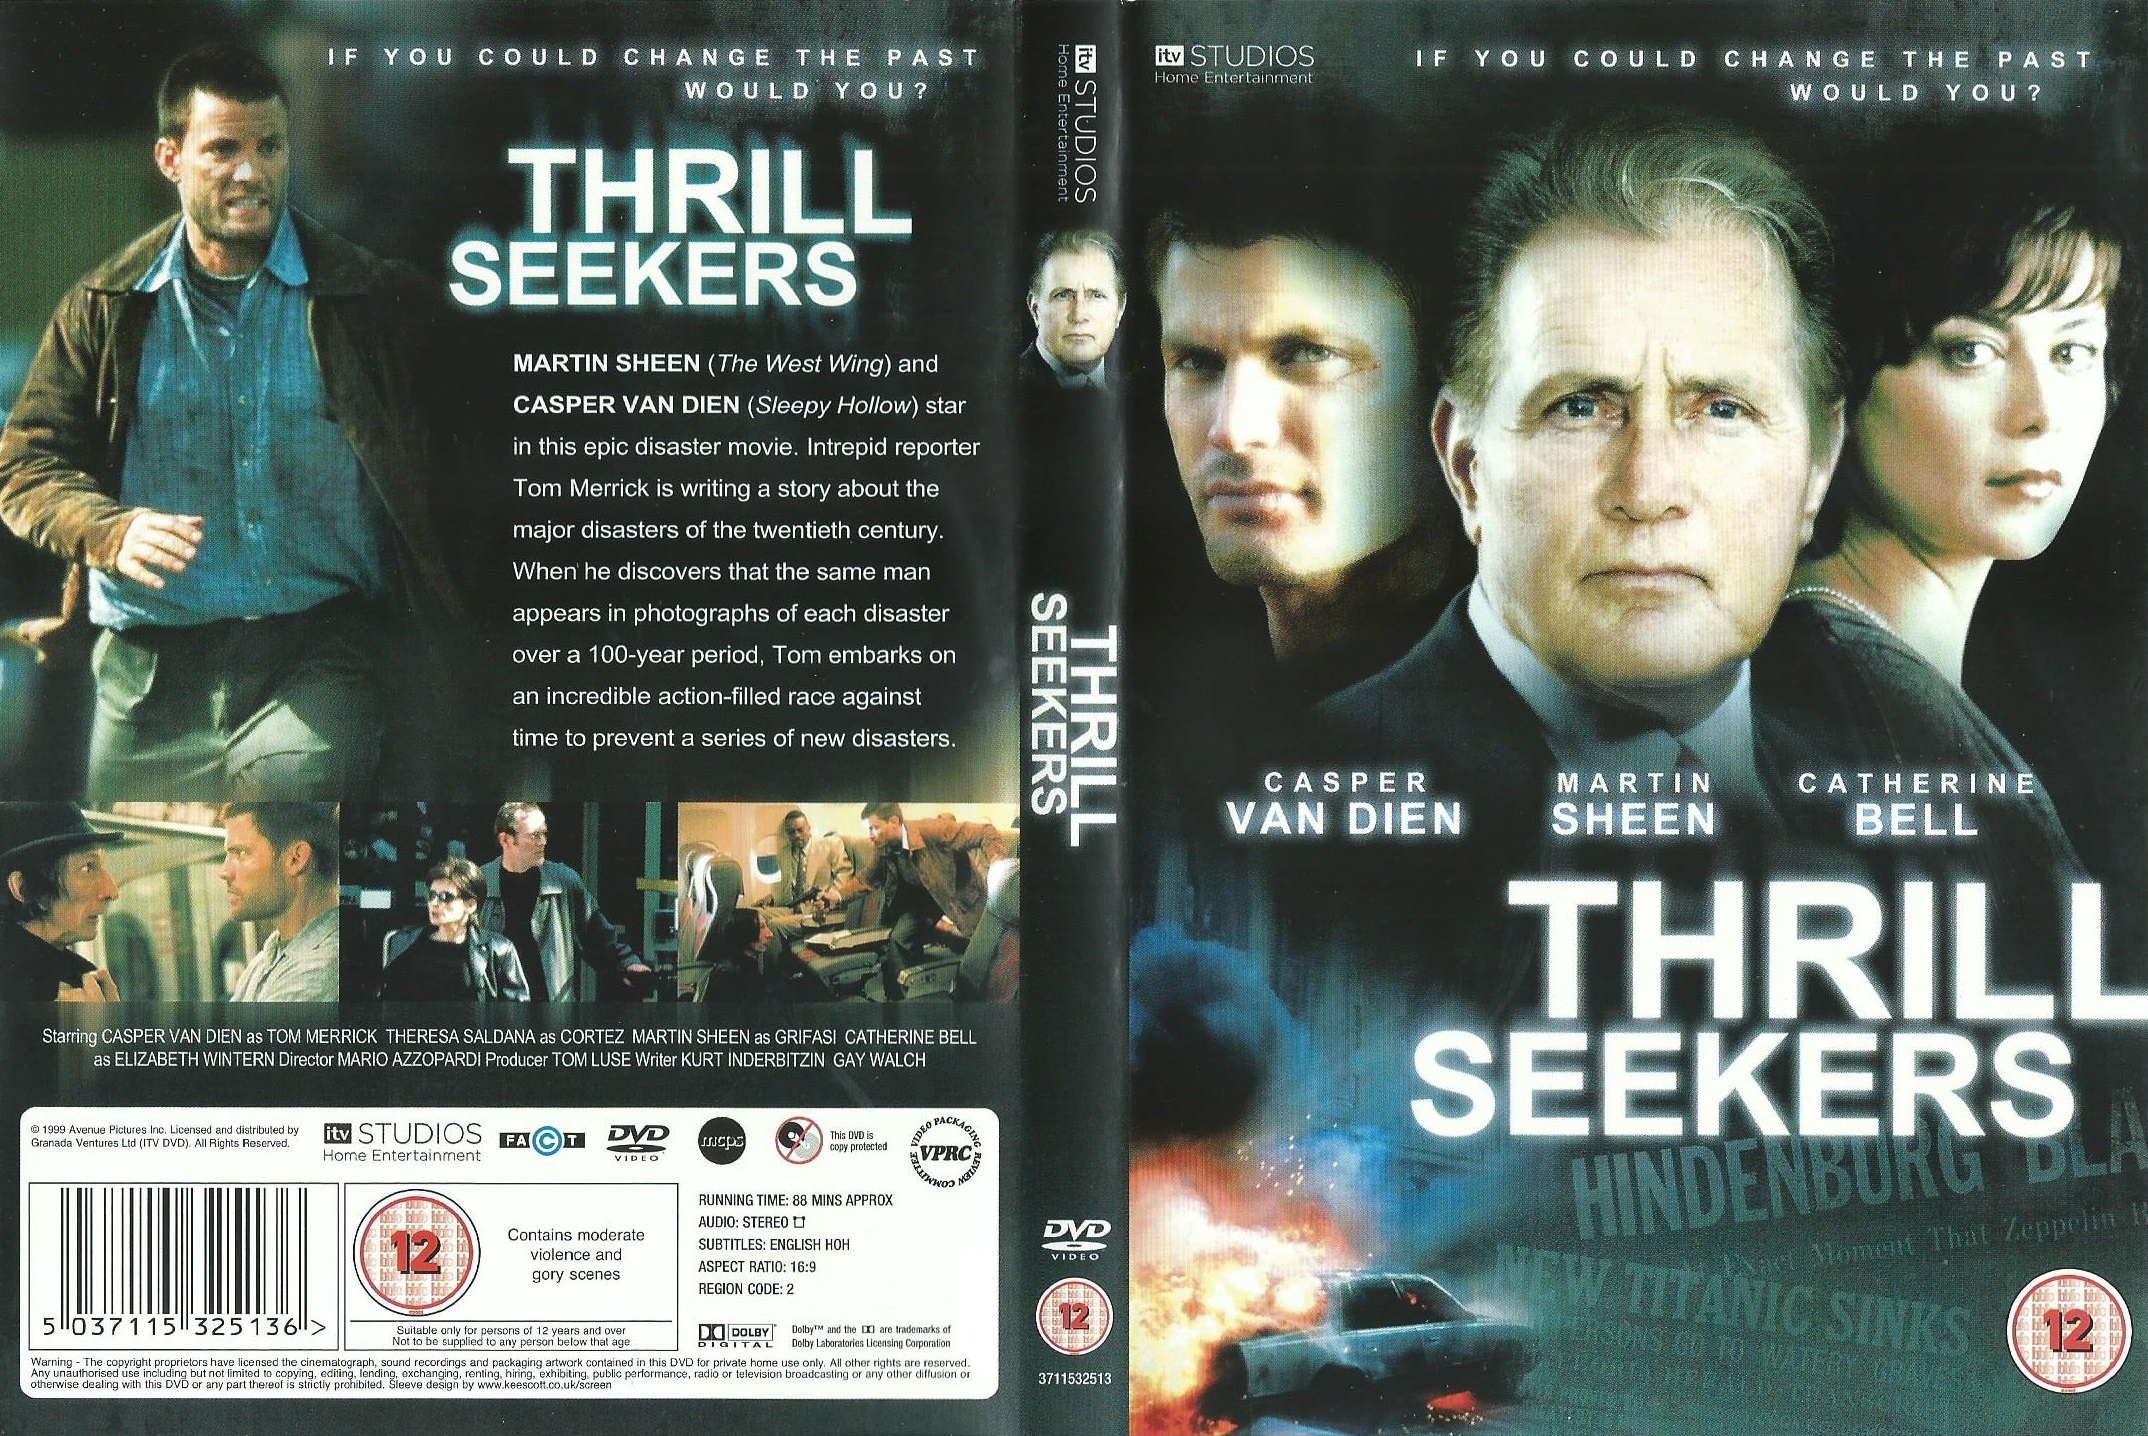 IF YOU COULD CHANGE THE PAST
WOULD YOU?
THRILL
SEEKERS
MARTIN SHEEN (The West Wing) and
CASPER VAN DIEN (Sleepy Hollow) star
in this epic disaster movie. Intrepid reporter
Tom Merrick is writing a story about the
major disasters of the twentieth century.
When he discovers that the same man
appears in photographs of each disaster
over a 100-year period, Tom embarks on
an incredible action-filled race against
time to prevent a series of new disasters.
Starring CASPER VAN DIEN as TOM MERRICK THERESA SALDANA as CORTEZ MARTIN SHEEN as GRIFASI CATHERINE BELL
as ELIZABETH WINTERN Director MARIO AZZOPARDI Producer TOM LUSE Writer KURT INDERBITZIN GAY WALCH
© 1999 Avenue Pictures Inc. Licensed and distributed by
Granada Ventures Ltd (ITV DVD). All Rights Reserved.
itv STUDIOS
Home Entertainment
FACT
DVD
VIDEO
mcps
This DVD is
copy protected
VIDEO PACKAGING REVIEW COMMITTEE
VPRC
5 037115 325136 >
12
Contains moderate
violence and
gory scenes
Suitable only for persons of 12 years and over
Not to be supplied to any person below that age
RUNNING TIME: 88 MINS APPROX
AUDIO: STEREO
SUBTITLES: ENGLISH HOH
ASPECT RATIO: 16:9
REGION CODE: 2
DOLBY
DIGITAL
Dolby™ and the DD are trademarks of
Dolby Laboratories Licensing Corporation
Warning - The copyright proprietors have licensed the cinematograph, sound recordings and packaging artwork contained in this DVD for private home use only. All other rights are reserved.
Any unauthorised use including but not limited to copying, editing, lending, exchanging, renting, hiring, exhibiting, public performance, radio or television broadcasting or any other diffusion or
otherwise dealing with this DVD or any part thereof is strictly prohibited. Sleeve design by www.keescott.co.uk/screen
itv STUDIOS
Home Entertainment
THRILL
SEEKERS
DVD
VIDEO
12
3711532513
itv STUDIOS
Home Entertainment
IF YOU COULD CHANGE THE PAST
WOULD YOU?
CASPER
VAN DIEN
MARTIN
SHEEN
CATHERINE
BELL
THRILL
SEEKERS
HINDENBURG BLA
Moment That Zeppelin
NEW TITANIC SINKS
12